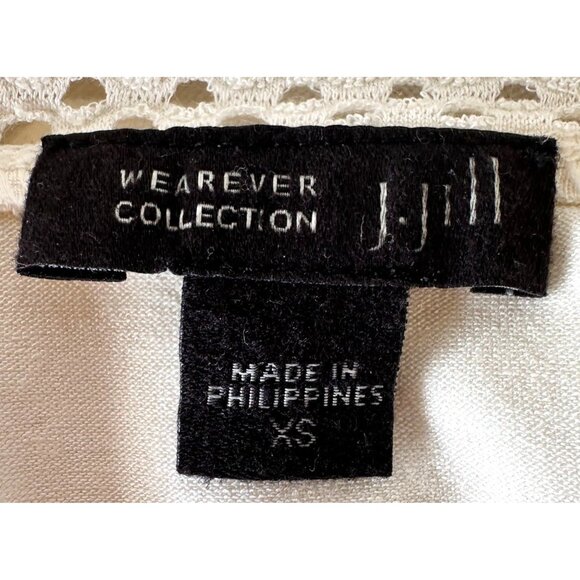 WEAREVER
COLLECTION
J.Jill
MADE IN
PHILIPPINES
XS